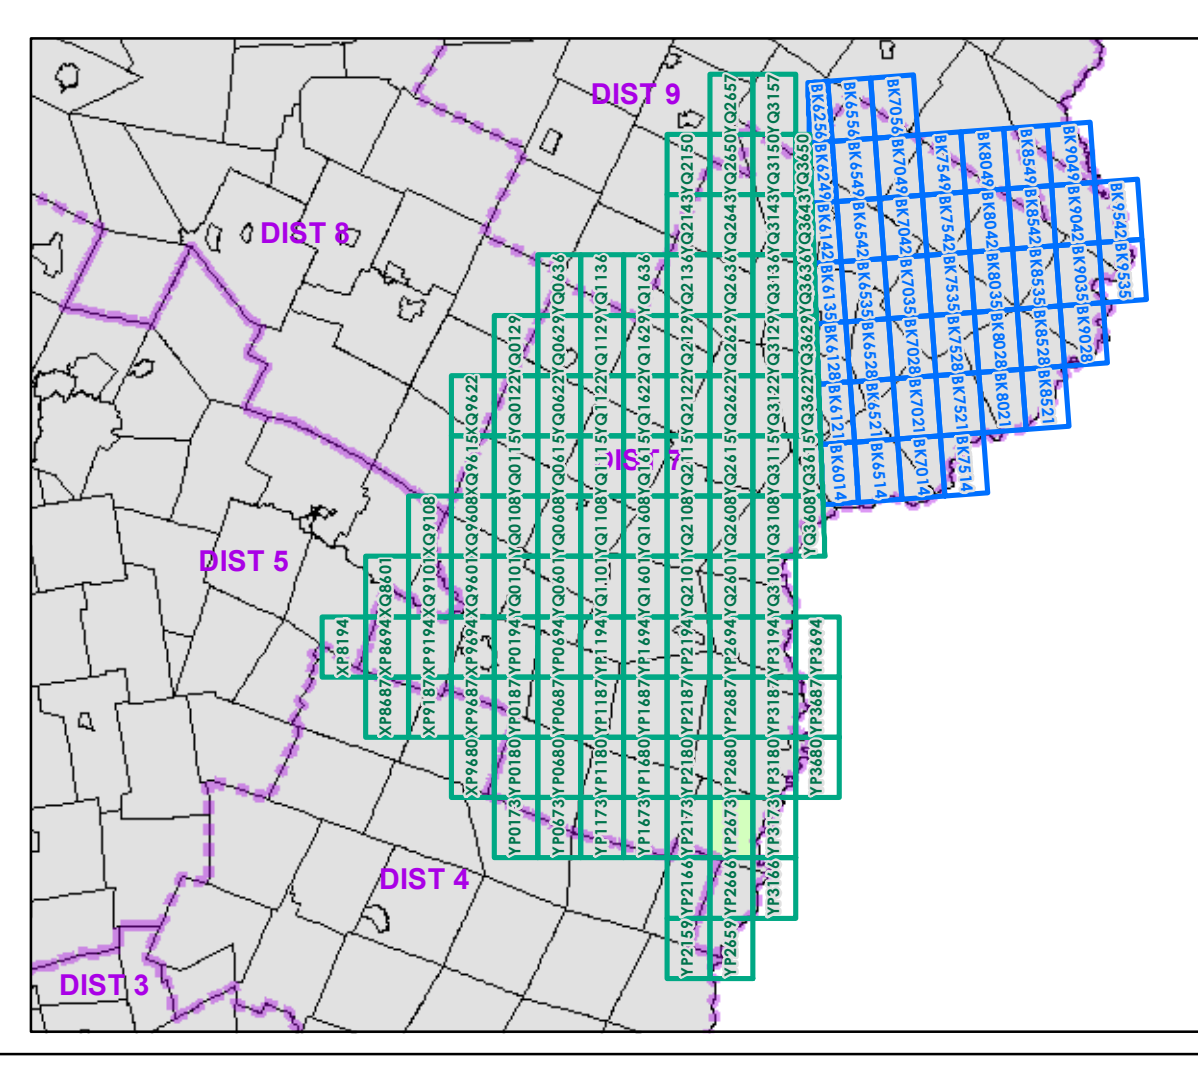 DIST 9
DIST 8
DIST 7
DIST 5
DIST 4
DIST 3
YQ2657 YQ3157
YQ2150 YQ2650 YQ3150 YQ3650
YQ2143 YQ2643 YQ3143 YQ3643
YQ0636 YQ1136 YQ1636 YQ2136 YQ2636 YQ3136 YQ3636
YQ0129 YQ0629 YQ1129 YQ1629 YQ2129 YQ2629 YQ3129 YQ3629
XQ9622 YQ0122 YQ0622 YQ1122 YQ1622 YQ2122 YQ2622 YQ3122 YQ3622
XQ9615 YQ0115 YQ0615 YQ1115 YQ1615 YQ2115 YQ2615 YQ3115 YQ3615
XQ9108 XQ9608 YQ0108 YQ0608 YQ1108 YQ1608 YQ2108 YQ2608 YQ3108 YQ3608
XQ8601 XQ9101 XQ9601 YQ0101 YQ0601 YQ1101 YQ1601 YQ2101 YQ2601 YQ3101
XP8194 XP8694 XP9194 XP9694 YP0194 YP0694 YP1194 YP1694 YP2194 YP2694 YP3194 YP3694
XP8687 XP9187 XP9687 YP0187 YP0687 YP1187 YP1687 YP2187 YP2687 YP3187 YP3687
XP9680 YP0180 YP0680 YP1180 YP1680 YP2180 YP2680 YP3180 YP3680
YP0173 YP0673 YP1173 YP1673 YP2173 YP2673 YP3173
YP2166 YP2666 YP3166
YP2159 YP2659
BK6256 BK6556 BK7056
BK6249 BK6549 BK7049 BK7549 BK8049 BK8549 BK9049
BK6142 BK6542 BK7042 BK7542 BK8042 BK8542 BK9042 BK9542
BK6135 BK6535 BK7035 BK7535 BK8035 BK8535 BK9035 BK9535
BK6128 BK6528 BK7028 BK7528 BK8028 BK8528 BK9028
BK6121 BK6521 BK7021 BK7521 BK8021 BK8521
BK6014 BK6514 BK7014 BK7514